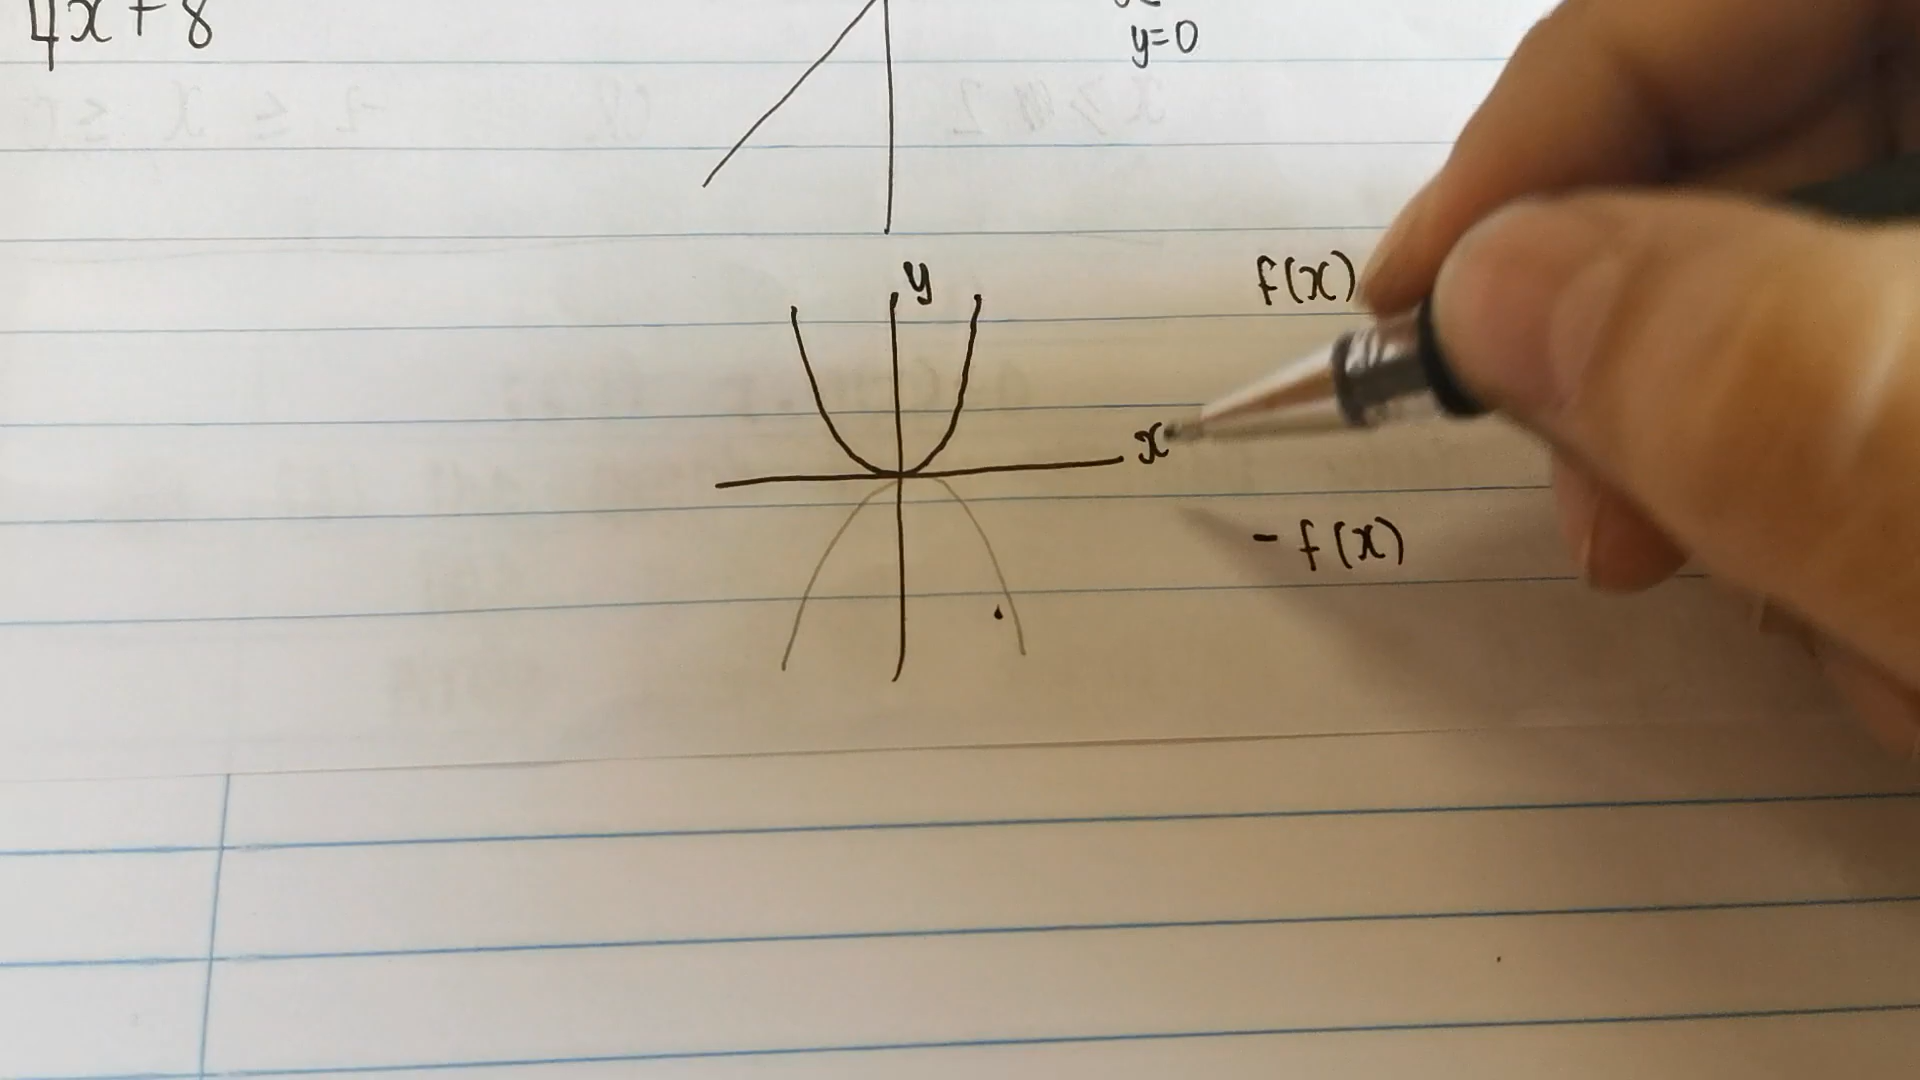 4x + 8
y=0
y
f(x)
x
- f(x)